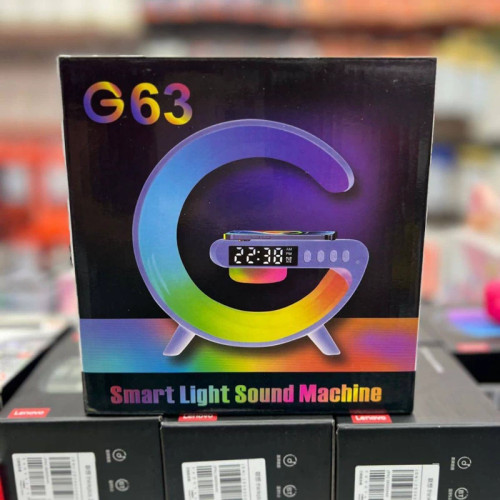 G63
22:38
Smart Light Sound Machine
Lenovo
Lenovo
Lenovo